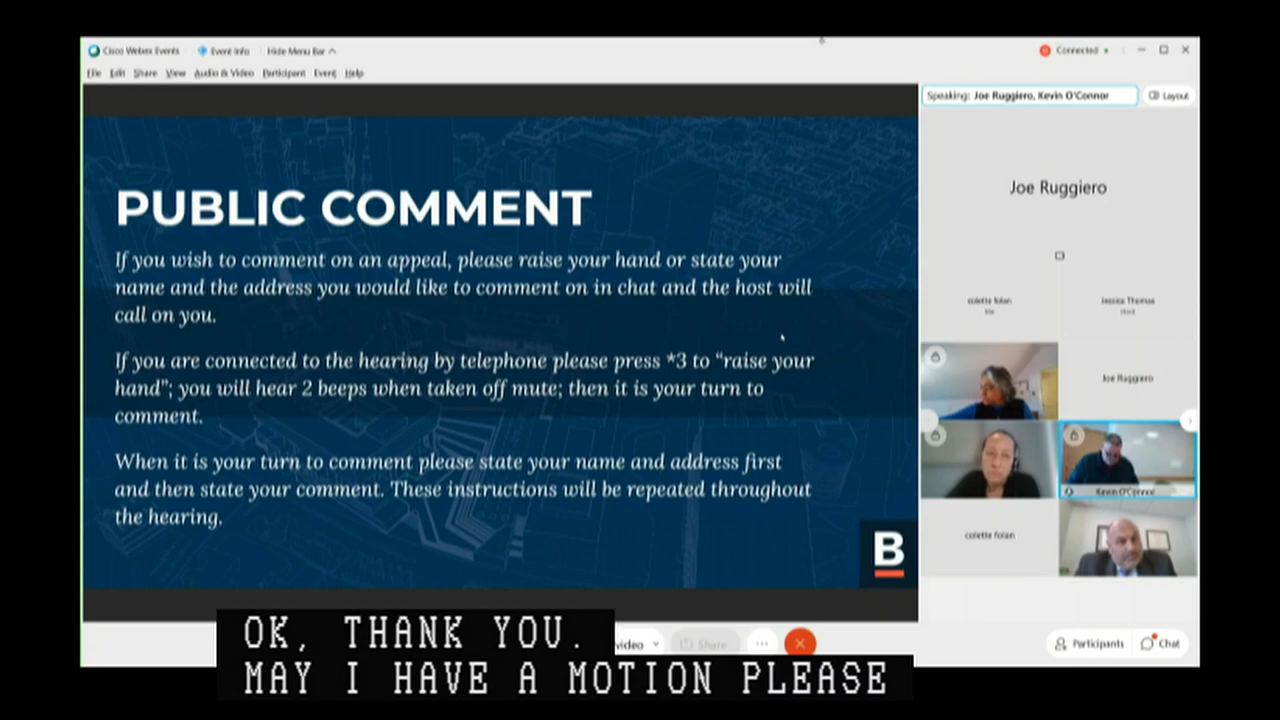 Cisco Webex Events Event Info Hide Menu Bar
Connected
File Edit Share View Audio & Video Participant Event Help
Speaking: Joe Ruggiero, Kevin O'Connor
Layout
Joe Ruggiero
colette folan
Me
Jessica Thomas
Host
Joe Ruggiero
Kevin O'Connor
colette folan
PUBLIC COMMENT
If you wish to comment on an appeal, please raise your hand or state your
name and the address you would like to comment on in chat and the host will
call on you.
If you are connected to the hearing by telephone please press *3 to “raise your
hand”; you will hear 2 beeps when taken off mute; then it is your turn to
comment.
When it is your turn to comment please state your name and address first
and then state your comment. These instructions will be repeated throughout
the hearing.
B
video
Share
Participants
Chat
OK, THANK YOU.
MAY I HAVE A MOTION PLEASE